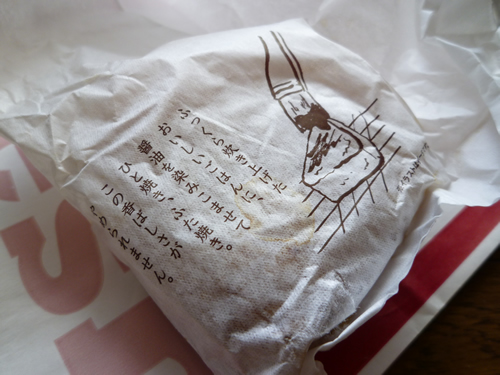 ふっくら炊き上げた
おいしいごはんに、
醤油を染みこませて
ひと焼き、ふた焼き。
この香ばしさが
たまられません。